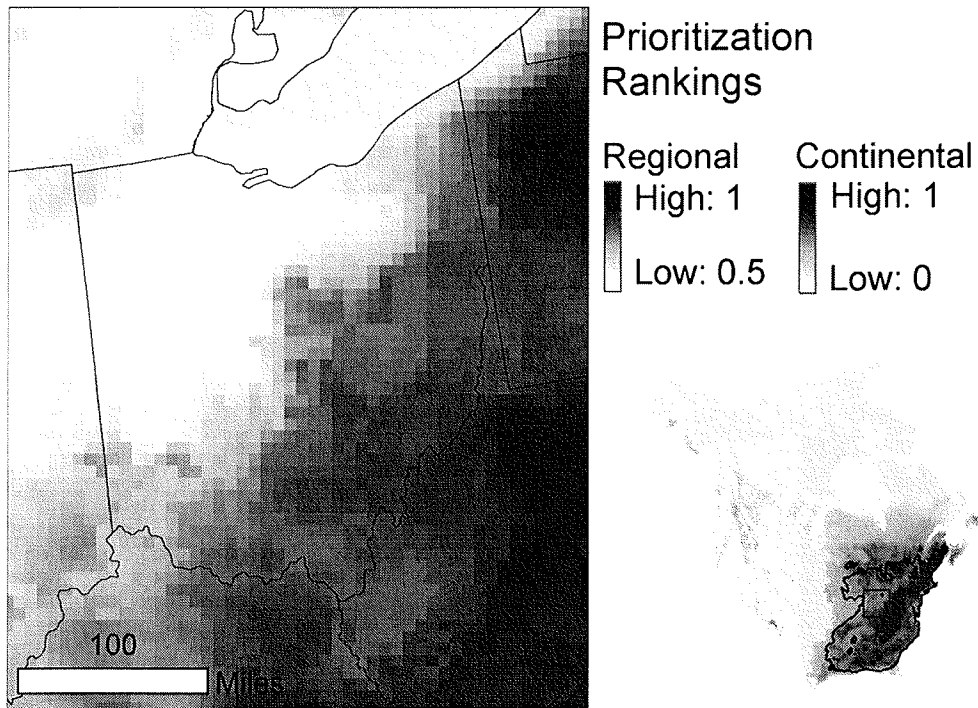 Prioritization
Rankings
Regional Continental
High: 1 High: 1
Low: 0.5 Low: 0
100
Miles